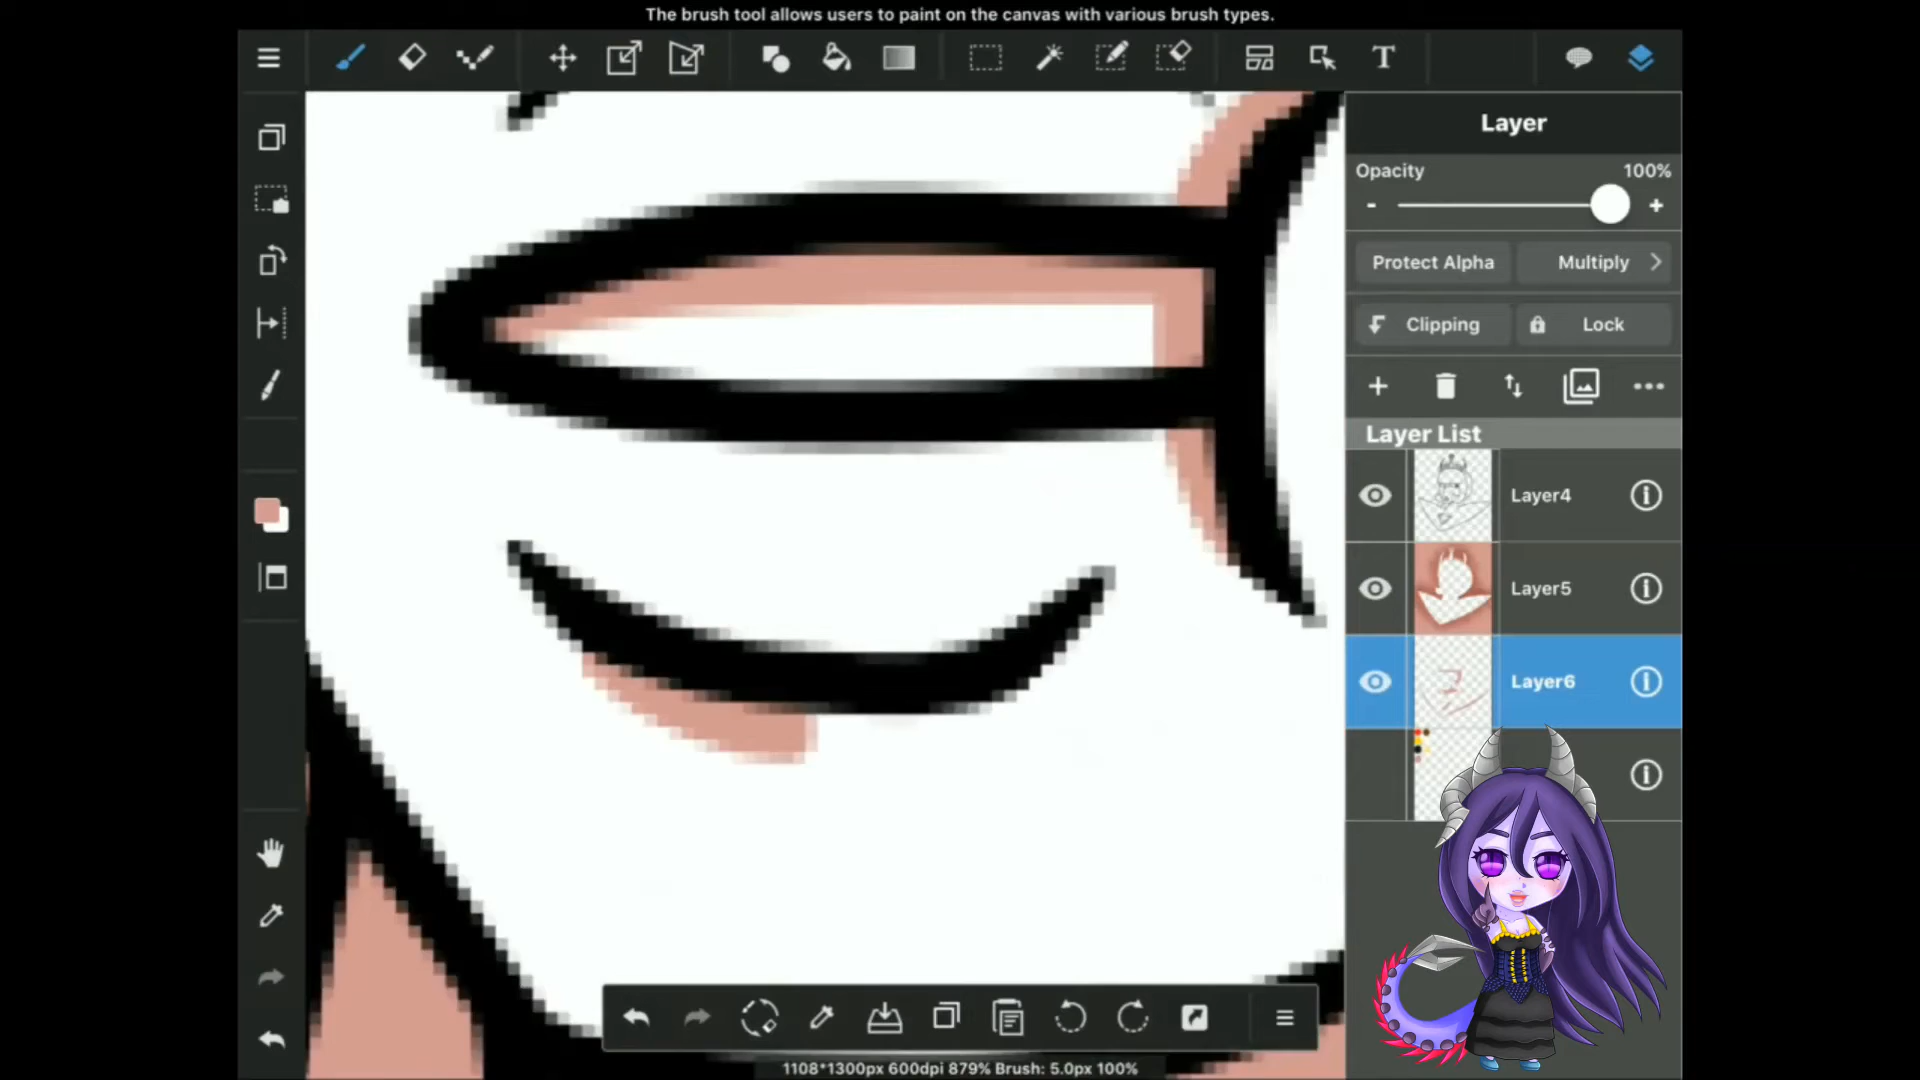 The brush tool allows users to paint on the canvas with various brush types.
T
Layer
Opacity 100%
- +
Protect Alpha Multiply >
Clipping Lock
Layer List
Layer4
Layer5
Layer6
1108*1300px 600dpi 879% Brush: 5.0px 100%